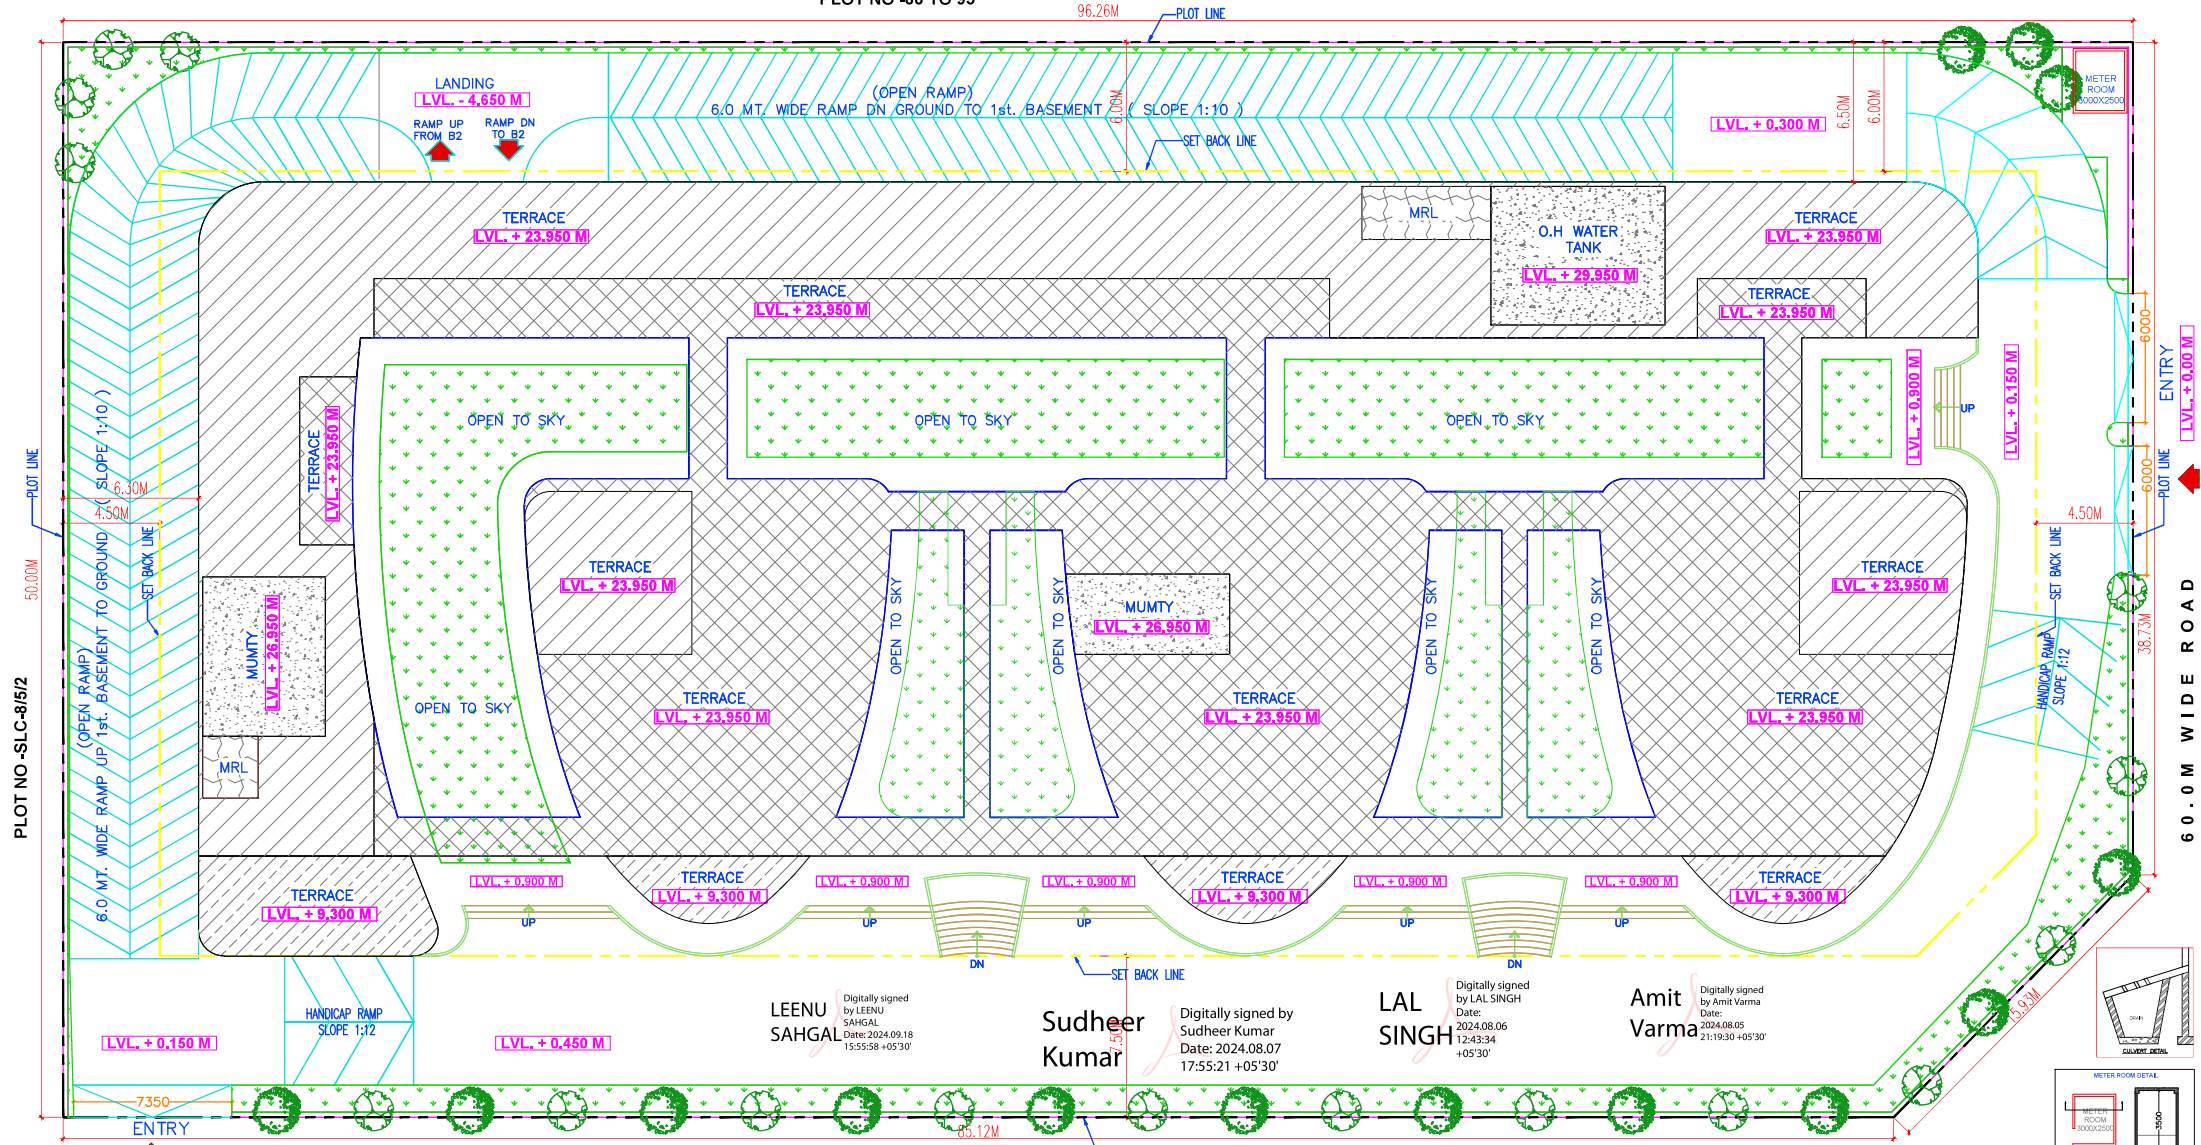 96.26M
PLOT LINE
LANDING
LVL. - 4.650 M
RAMP UP
FROM B2
RAMP DN
TO B2
(OPEN RAMP)
6.0 MT. WIDE RAMP DN GROUND TO 1st. BASEMENT ( SLOPE 1:10 )
6.00M
SET BACK LINE
LVL. + 0.300 M
6.50M
6.00M
METER
ROOM
3000X2500
TERRACE
LVL. + 23.950 M
MRL
O.H WATER
TANK
LVL. + 29.950 M
TERRACE
LVL. + 23.950 M
TERRACE
LVL. + 23.950 M
TERRACE
LVL. + 23.950 M
OPEN TO SKY
OPEN TO SKY
OPEN TO SKY
LVL. + 0.900 M
UP
LVL. + 0.150 M
6000
ENTRY
LVL. + 0.00 M
6000
PLOT LINE
4.50M
SET BACK LINE
60.0M WIDE ROAD
38.73M
HANDICAP RAMP
SLOPE 1:12
PLOT LINE
50.00M
PLOT NO -SLC-8/5/2
6.30M
4.50M
SET BACK LINE
(OPEN RAMP)
6.0 MT. WIDE RAMP UP 1st. BASEMENT TO GROUND ( SLOPE 1:10 )
TERRACE
LVL. + 23.950 M
MUMTY
LVL. + 26.950 M
MRL
TERRACE
LVL. + 23.950 M
OPEN TO SKY
OPEN TO SKY
MUMTY
LVL. + 26.950 M
OPEN TO SKY
OPEN TO SKY
TERRACE
LVL. + 23.950 M
OPEN TO SKY
TERRACE
LVL. + 23.950 M
TERRACE
LVL. + 23.950 M
TERRACE
LVL. + 23.950 M
TERRACE
LVL. + 9.300 M
LVL. + 0.900 M
TERRACE
LVL. + 9.300 M
LVL. + 0.900 M
LVL. + 0.900 M
TERRACE
LVL. + 9.300 M
LVL. + 0.900 M
LVL. + 0.900 M
TERRACE
LVL. + 9.300 M
UP
UP
UP
UP
UP
DN
DN
SET BACK LINE
HANDICAP RAMP
SLOPE 1:12
LVL. + 0.150 M
LVL. + 0.450 M
LEENU
SAHGAL
Digitally signed
by LEENU
SAHGAL
Date: 2024.09.18
15:55:58 +05'30'
Sudheer
Kumar
Digitally signed by
Sudheer Kumar
Date: 2024.08.07
17:55:21 +05'30'
7.50M
LAL
SINGH
Digitally signed
by LAL SINGH
Date:
2024.08.06
12:43:34
+05'30'
Amit
Varma
Digitally signed
by Amit Varma
Date:
2024.08.05
21:19:30 +05'30'
5.93M
DRAIN
CULVERT DETAIL
METER ROOM DETAIL
METER
ROOM
3000X2500
3500
7350
ENTRY
85.12M